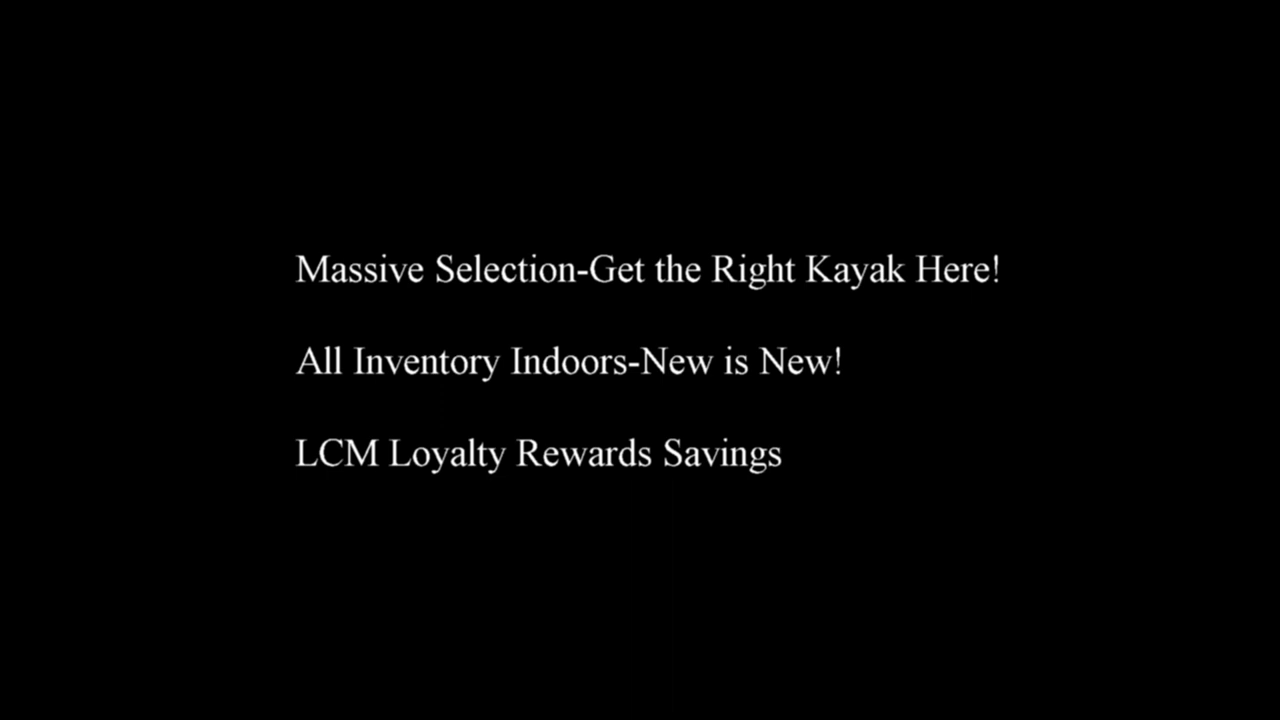 Massive Selection-Get the Right Kayak Here!
All Inventory Indoors-New is New!
LCM Loyalty Rewards Savings